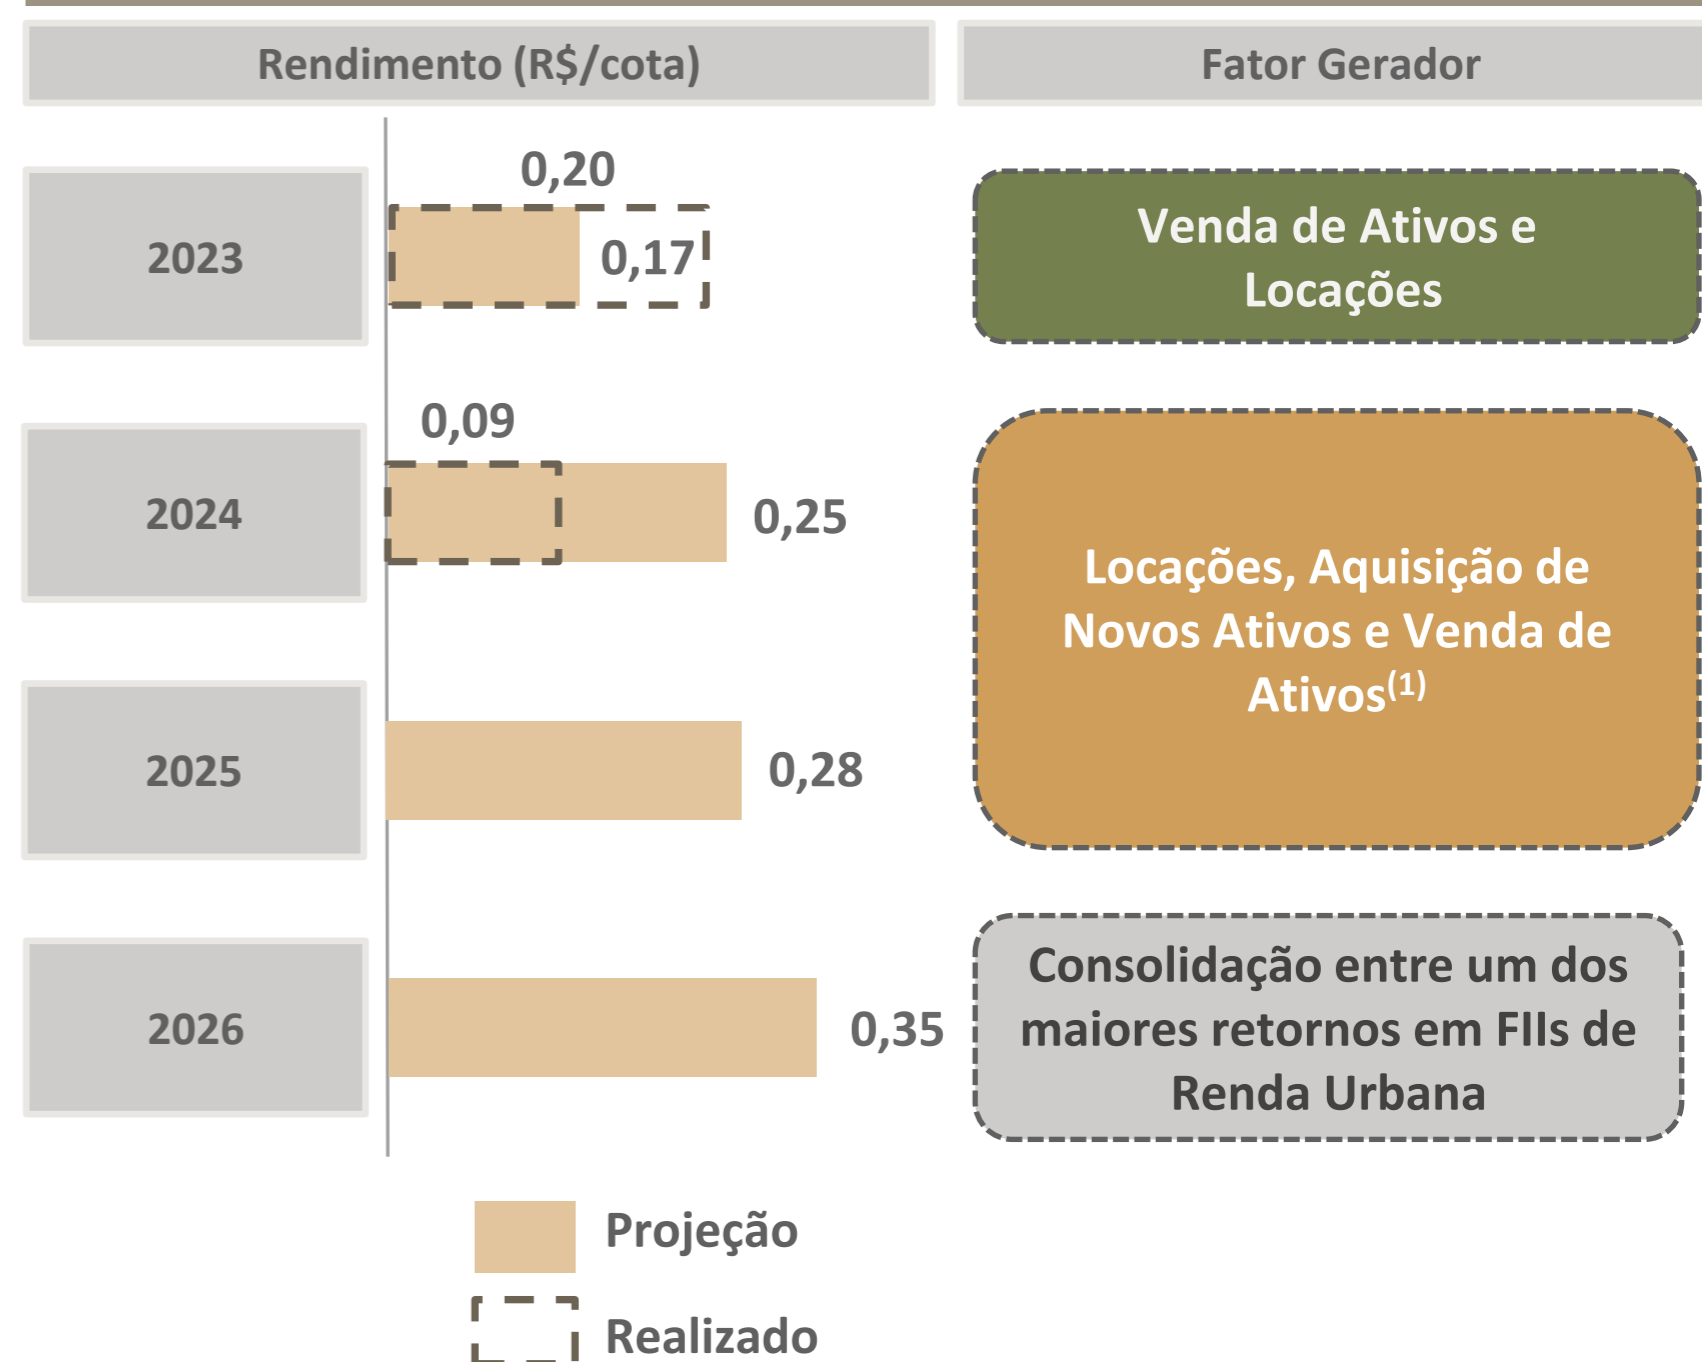 Rendimento (R$/cota)
Fator Gerador
2023
0,20
0,17
Venda de Ativos e
Locações
2024
0,09
0,25
Locações, Aquisição de
Novos Ativos e Venda de
Ativos(1)
2025
0,28
2026
0,35
Consolidação entre um dos
maiores retornos em FIIs de
Renda Urbana
Projeção
Realizado